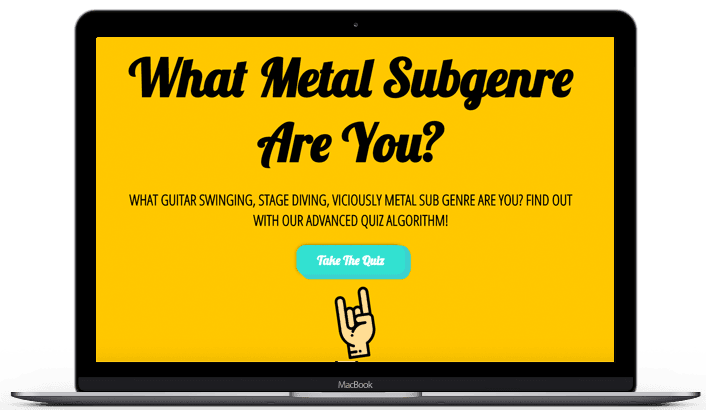 What Metal Subgenre
Are You?
WHAT GUITAR SWINGING, STAGE DIVING, VICIOUSLY METAL SUB GENRE ARE YOU? FIND OUT
WITH OUR ADVANCED QUIZ ALGORITHM!
Take The Quiz
MacBook